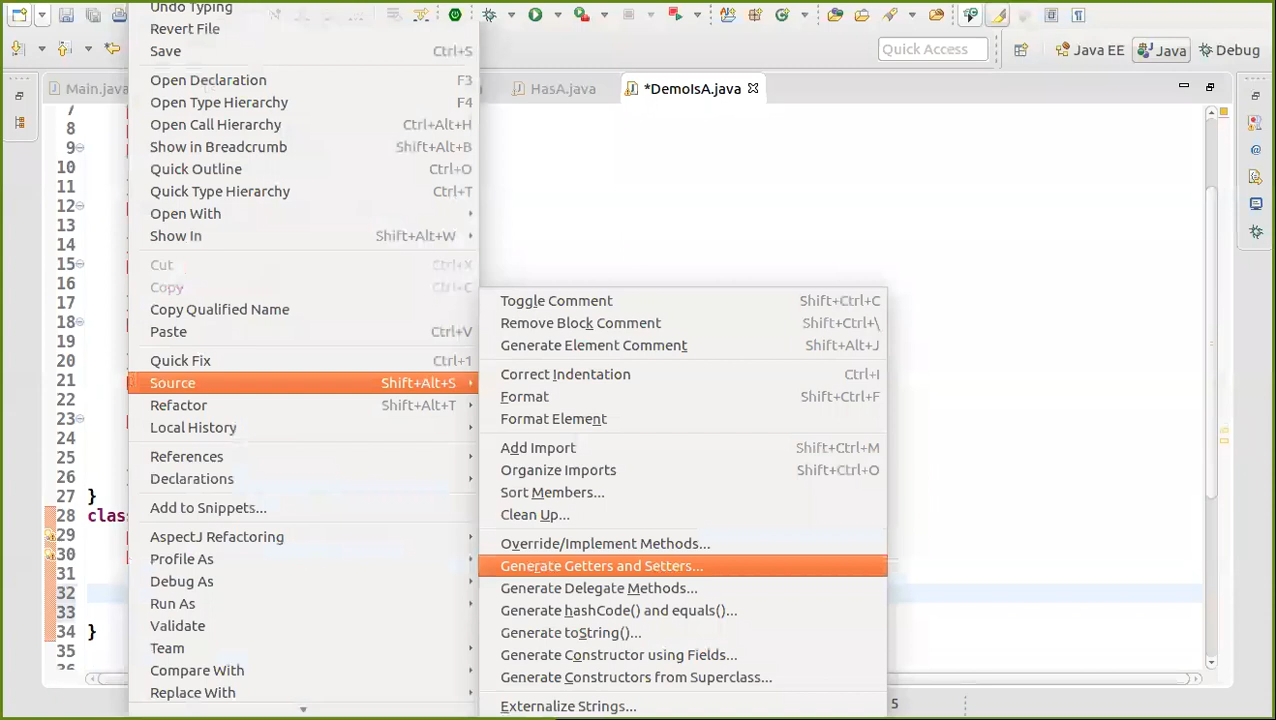 Undo Typing
Revert File
Save Ctrl+S
Quick Access
Java EE
Java
Debug
Main.java
HasA.java
*DemoIsA.java
Open Declaration F3
Open Type Hierarchy F4
Open Call Hierarchy Ctrl+Alt+H
Show in Breadcrumb Shift+Alt+B
Quick Outline Ctrl+O
Quick Type Hierarchy Ctrl+T
Open With
Show In Shift+Alt+W
Cut Ctrl+X
Copy Ctrl+C
Copy Qualified Name
Paste Ctrl+V
Quick Fix Ctrl+1
Source Shift+Alt+S
Refactor Shift+Alt+T
Local History
References
Declarations
Add to Snippets...
AspectJ Refactoring
Profile As
Debug As
Run As
Validate
Team
Compare With
Replace With
Toggle Comment Shift+Ctrl+C
Remove Block Comment Shift+Ctrl+\
Generate Element Comment Shift+Alt+J
Correct Indentation Ctrl+I
Format Shift+Ctrl+F
Format Element
Add Import Shift+Ctrl+M
Organize Imports Shift+Ctrl+O
Sort Members...
Clean Up...
Override/Implement Methods...
Generate Getters and Setters...
Generate Delegate Methods...
Generate hashCode() and equals()...
Generate toString()...
Generate Constructor using Fields...
Generate Constructors from Superclass...
Externalize Strings...
7
8
9
10
11
12
13
14
15
16
17
18
19
20
21
22
23
24
25
26
27 }
28 clas
29
30
31
32
33
34 }
35
36
5